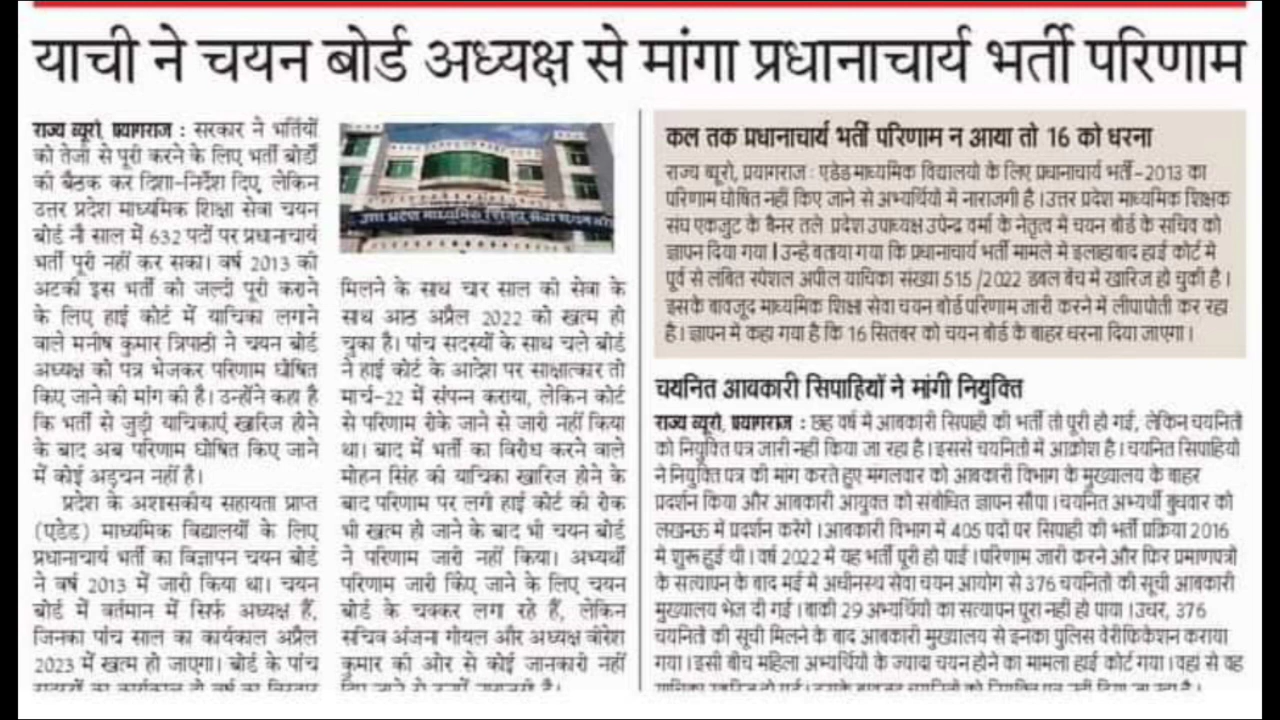 याची ने चयन बोर्ड अध्यक्ष से मांगा प्रधानाचार्य भर्ती परिणाम
राज्य ब्यूरो, प्रयागराज : सरकार ने भर्तियों
को तेजी से पूरी करने के लिए भर्ती बोर्डों
की बैठक कर दिशा-निर्देश दिए, लेकिन
उत्तर प्रदेश माध्यमिक शिक्षा सेवा चयन
बोर्ड नौ साल में 632 पदों पर प्रधानाचार्य
भर्ती पूरी नहीं कर सका। वर्ष 2013 की
अटकी इस भर्ती को जल्दी पूरी कराने
के लिए हाई कोर्ट में याचिका लगाने
वाले मनीष कुमार त्रिपाठी ने चयन बोर्ड
अध्यक्ष को पत्र भेजकर परिणाम घोषित
किए जाने की मांग की है। उन्होंने कहा है
कि भर्ती से जुड़ी याचिकाएं खारिज होने
के बाद अब परिणाम घोषित किए जाने
में कोई अड़चन नहीं है।
प्रदेश के अशासकीय सहायता प्राप्त
(एडेड) माध्यमिक विद्यालयों के लिए
प्रधानाचार्य भर्ती का विज्ञापन चयन बोर्ड
ने वर्ष 2013 में जारी किया था। चयन
बोर्ड में वर्तमान में सिर्फ अध्यक्ष हैं,
जिनका पांच साल का कार्यकाल अप्रैल
2023 में खत्म हो जाएगा। बोर्ड के पांच
उत्तर प्रदेश माध्यमिक शिक्षा सेवा चयन बोर्ड
मिलने के साथ चार साल की सेवा के
साथ आठ अप्रैल 2022 को खत्म हो
चुका है। पांच सदस्यों के साथ चले बोर्ड
ने हाई कोर्ट के आदेश पर साक्षात्कार तो
मार्च-22 में संपन्न कराया, लेकिन कोर्ट
से परिणाम रोके जाने से जारी नहीं किया
था। बाद में भर्ती का विरोध करने वाले
मोहन सिंह की याचिका खारिज होने के
बाद परिणाम पर लगी हाई कोर्ट की रोक
भी खत्म हो जाने के बाद भी चयन बोर्ड
ने परिणाम जारी नहीं किया। अभ्यर्थी
परिणाम जारी किए जाने के लिए चयन
बोर्ड के चक्कर लगा रहे हैं, लेकिन
सचिव अंजना गोयल और अध्यक्ष वीरेश
कुमार की ओर से कोई जानकारी नहीं
कल तक प्रधानाचार्य भर्ती परिणाम न आया तो 16 को धरना
राज्य ब्यूरो, प्रयागराज : एडेड माध्यमिक विद्यालयों के लिए प्रधानाचार्य भर्ती-2013 का
परिणाम घोषित नहीं किए जाने से अभ्यर्थियों में नाराजगी है। उत्तर प्रदेश माध्यमिक शिक्षक
संघ एकजुट के बैनर तले प्रदेश उपाध्यक्ष उपेन्द्र वर्मा के नेतृत्व में चयन बोर्ड के सचिव को
ज्ञापन दिया गया। उन्हें बताया गया कि प्रधानाचार्य भर्ती मामले में इलाहाबाद हाई कोर्ट में
पूर्व से लंबित स्पेशल अपील याचिका संख्या 515/2022 डबल बेंच में खारिज हो चुकी है।
इसके बावजूद माध्यमिक शिक्षा सेवा चयन बोर्ड परिणाम जारी करने में लीपापोती कर रहा
है। ज्ञापन में कहा गया है कि 16 सितंबर को चयन बोर्ड के बाहर धरना दिया जाएगा।
चयनित आबकारी सिपाहियों ने मांगी नियुक्ति
राज्य ब्यूरो, प्रयागराज : छह वर्ष में आबकारी सिपाही की भर्ती तो पूरी हो गई, लेकिन चयनितों
को नियुक्ति पत्र जारी नहीं किया जा रहा है। इससे चयनितों में आक्रोश है। चयनित सिपाहियों
ने नियुक्ति पत्र की मांग करते हुए मंगलवार को आबकारी विभाग के मुख्यालय के बाहर
प्रदर्शन किया और आबकारी आयुक्त को संबोधित ज्ञापन सौंपा। चयनित अभ्यर्थी बुधवार को
लखनऊ में प्रदर्शन करेंगे। आबकारी विभाग में 405 पदों पर सिपाही की भर्ती प्रक्रिया 2016
में शुरू हुई थी। वर्ष 2022 में यह भर्ती पूरी हो पाई। परिणाम जारी करने और फिर प्रमाणपत्रों
के सत्यापन के बाद मई में अधीनस्थ सेवा चयन आयोग से 376 चयनितों की सूची आबकारी
मुख्यालय भेज दी गई। बाकी 29 अभ्यर्थियों का सत्यापन पूरा नहीं हो पाया। उधर, 376
चयनितों की सूची मिलने के बाद आबकारी मुख्यालय से इनका पुलिस वेरीफिकेशन कराया
गया। इसी बीच महिला अभ्यर्थियों के ज्यादा चयन होने का मामला हाई कोर्ट गया। वहां से वह